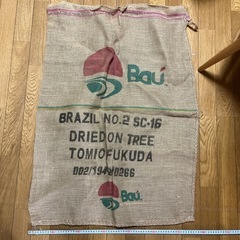 Baú.
BRAZIL NO.2 SC-16
DRIED ON TREE
TOMIO FUKUDA
002/1949/0266
Baú.